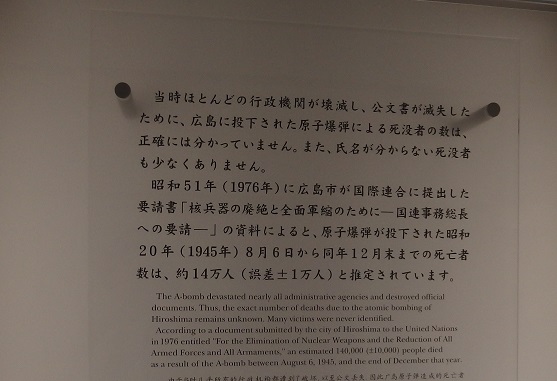 当時ほとんどの行政機関が壊滅し、公文書が滅失した
ために、広島に投下された原子爆弾による死没者の数は、
正確には分かっていません。また、氏名が分からない死没者
も少なくありません。
昭和51年（1976年）に広島市が国際連合に提出した
要請書「核兵器の廃絶と全面軍縮のために―国連事務総長
への要請―」の資料によると、原子爆弾が投下された昭和
20年（1945年）8月6日から同年12月末までの死亡者
数は、約14万人（誤差±1万人）と推定されています。
The A-bomb devastated nearly all administrative agencies and destroyed official
documents. Thus, the exact number of deaths due to the atomic bombing of
Hiroshima remains unknown. Many victims were never identified.
According to a document submitted by the city of Hiroshima to the United Nations
in 1976 entitled "For the Elimination of Nuclear Weapons and the Reduction of All
Armed Forces and All Armaments," an estimated 140,000 (±10,000) people died
as a result of the A-bomb between August 6, 1945, and the end of December that year.